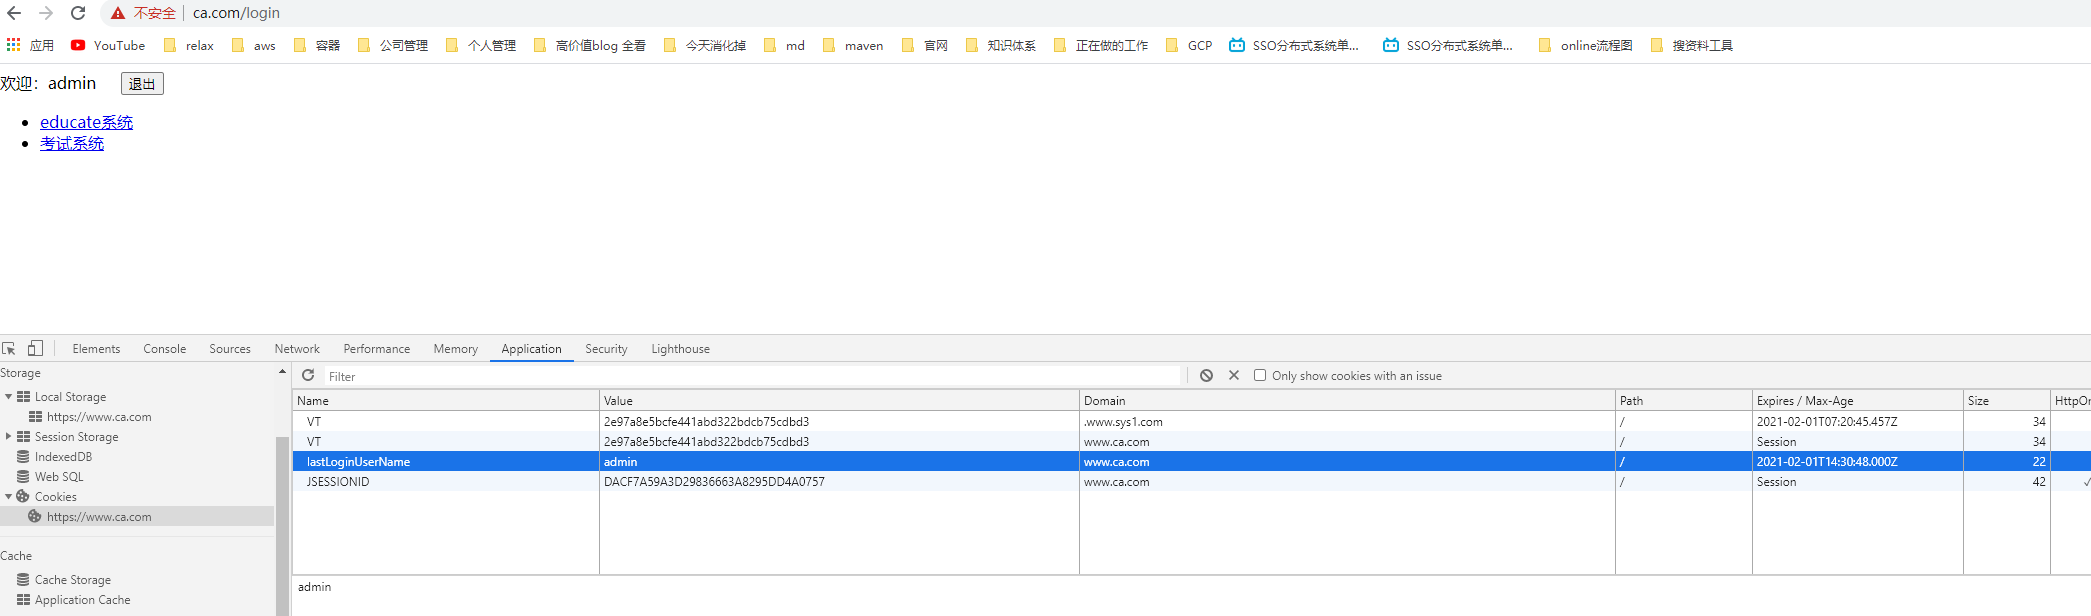 不安全 ca.com/login
应用 YouTube relax aws 容器 公司管理 个人管理 高价值blog 全看 今天消化掉 md maven 官网 知识体系 正在做的工作 GCP SSO分布式系统单... SSO分布式系统单... online流程图 搜资料工具
欢迎：admin 退出
educate系统
考试系统
Elements Console Sources Network Performance Memory Application Security Lighthouse
Storage
Local Storage
https://www.ca.com
Session Storage
IndexedDB
Web SQL
Cookies
https://www.ca.com
Cache
Cache Storage
Application Cache
Filter Only show cookies with an issue
Name Value Domain Path Expires / Max-Age Size HttpOn
VT 2e97a8e5bcfe441abd322bdcb75cdbd3 .www.sys1.com / 2021-02-01T07:20:45.457Z 34
VT 2e97a8e5bcfe441abd322bdcb75cdbd3 www.ca.com / Session 34
lastLoginUserName admin www.ca.com / 2021-02-01T14:30:48.000Z 22
JSESSIONID DACF7A59A3D29836663A8295DD4A0757 www.ca.com / Session 42 ✓
admin